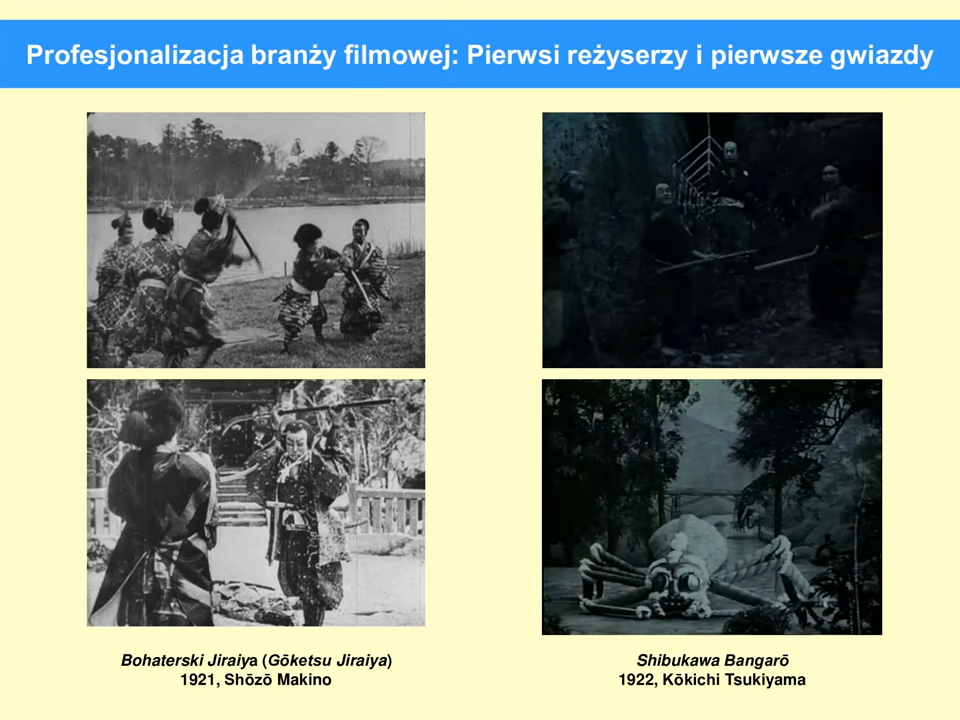 Profesjonalizacja branży filmowej: Pierwsi reżyserzy i pierwsze gwiazdy
Bohaterski Jiraiya (Gōketsu Jiraiya)
1921, Shōzō Makino
Shibukawa Bangarō
1922, Kōkichi Tsukiyama